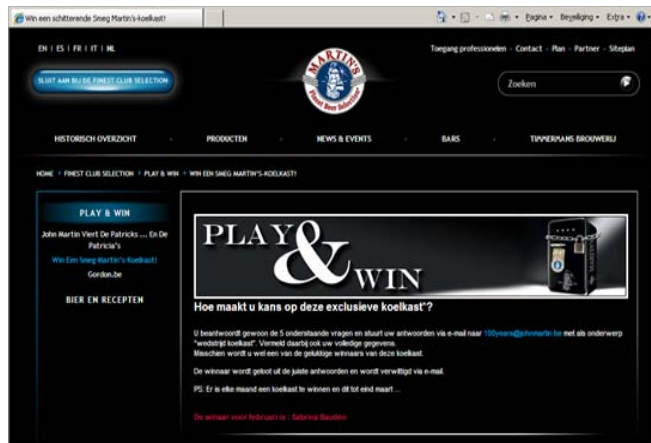 Win een schitterende Smeg Martin's-koelkast!
Pagina
Beveiliging
Extra
EN | ES | FR | IT | NL
Toegang professionelen - Contact - Plan - Partner - Siteplan
MARTIN'S
Finest Beer Selection
SLUIT AAN BIJ DE FINEST CLUB SELECTION
Zoeken
HISTORISCH OVERZICHT
PRODUCTEN
NEWS & EVENTS
BARS
TIMMERMANS BROUWERIJ
HOME
FINEST CLUB SELECTION
PLAY & WIN
WIN EEN SMEG MARTIN'S-KOELKAST!
PLAY & WIN
John Martin Viert De Patricks ... En De
Patricia's
Win Een Smeg Martin's-Koelkast!
Gordon.be
BIER EN RECEPTEN
PLAY & WIN
Hoe maakt u kans op deze exclusieve koelkast*?
U beantwoordt gewoon de 5 onderstaande vragen en stuurt uw antwoorden via e-mail naar 100years@johnmartin.be met als onderwerp
"wedstrijd koelkast". Vermeld daarbij ook uw volledige gegevens.
Misschien wordt u wel een van de gelukkige winnaars van deze koelkast.
De winnaar wordt geloot uit de juiste antwoorden en wordt verwittigd via e-mail.
PS: Er is elke maand een koelkast te winnen en dit tot eind maart ...
De winaar voor februari is : Sabrina Bauden